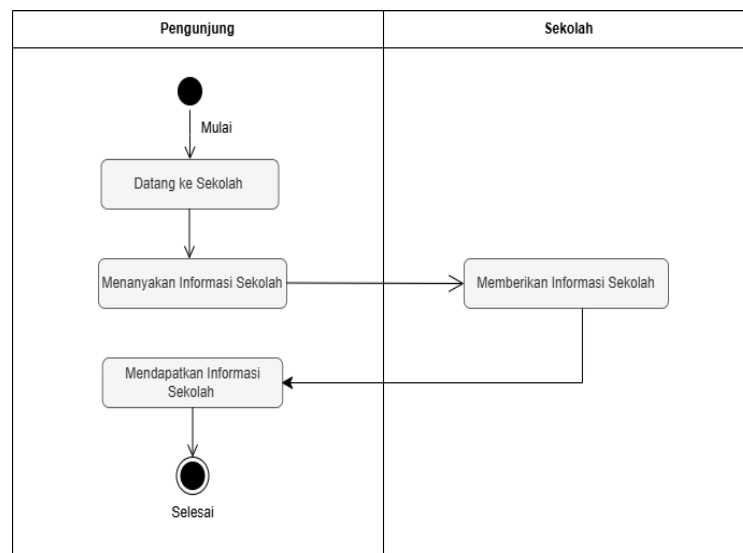 Pengunjung
Sekolah
Mulai
Datang ke Sekolah
Menanyakan Informasi Sekolah
Memberikan Informasi Sekolah
Mendapatkan Informasi
Sekolah
Selesai